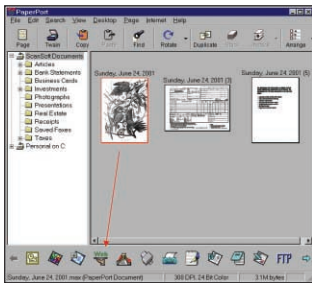 PaperPort
File Edit Search View Desktop Page Internet Help
Page Twain Copy Find Rotate Duplicate Arrange
ScanSoft Documents
Articles
Bank Statements
Business Cards
Investments
Photographs
Presentations
Real Estate
Receipts
Saved Faxes
Taxes
Personal on C
Sunday, June 24, 2001
Sunday, June 24, 2001 (3)
Sunday, June 24, 2001 (5)
FTP
Sunday, June 24, 2001.max (PaperPort Document) 300 DPI, 24 Bit Color 3.1M bytes